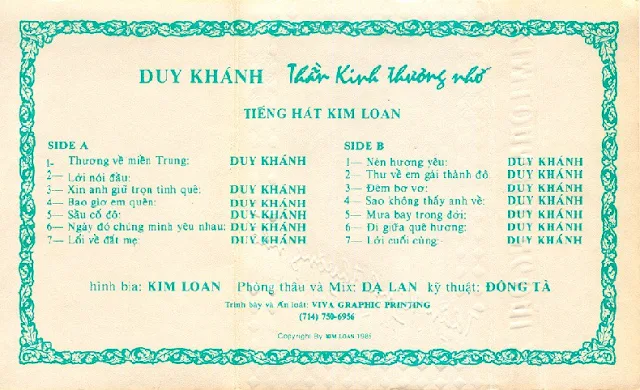 DUY KHÁNH Thần Kinh thương nhớ
TIẾNG HÁT KIM LOAN
SIDE A
1- Thương về miền Trung: DUY KHÁNH
2— Lời nói đầu:
3— Xin anh giữ trọn tình quê: DUY KHÁNH
4— Bao giờ em quên: DUY KHÁNH
5— Sầu cố đô: DUY KHÁNH
6— Ngày đó chúng mình yêu nhau: DUY KHÁNH
7— Lối về đất mẹ: DUY KHÁNH
SIDE B
1— Nén hương yêu: DUY KHÁNH
2— Thư về em gái thành đô DUY KHÁNH
3— Đêm bơ vơ: DUY KHÁNH
4— Sao không thấy anh về: DUY KHÁNH
5— Mưa bay trong đời: DUY KHÁNH
6— Đi giữa quê hương: DUY KHÁNH
7— Lời cuối cùng: DUY KHÁNH
hình bìa: KIM LOAN Phòng thâu và Mix: DẠ LAN kỹ thuật: ĐÔNG TÀ
Trình bày và Ấn loát: VIVA GRAPHIC PRINTING
(714) 750-6956
Copyright By KIM LOAN 1981